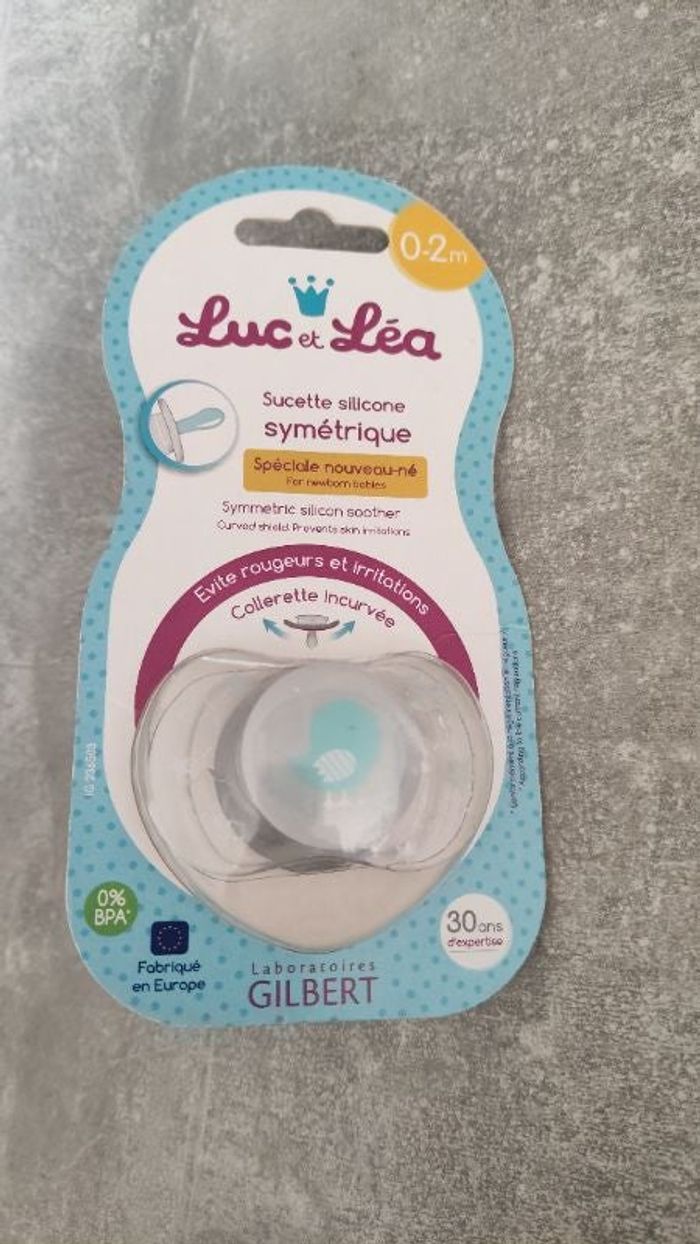 0-2m
Luc et Léa
Sucette silicone
symétrique
Spéciale nouveau-né
For newborn babies
Symmetric silicon soother
Curved shield. Prevents skin irritations
Evite rougeurs et irritations
Collerette incurvée
0%
BPA*
Fabriqué
en Europe
Laboratoires
GILBERT
30 ans
d'expertise